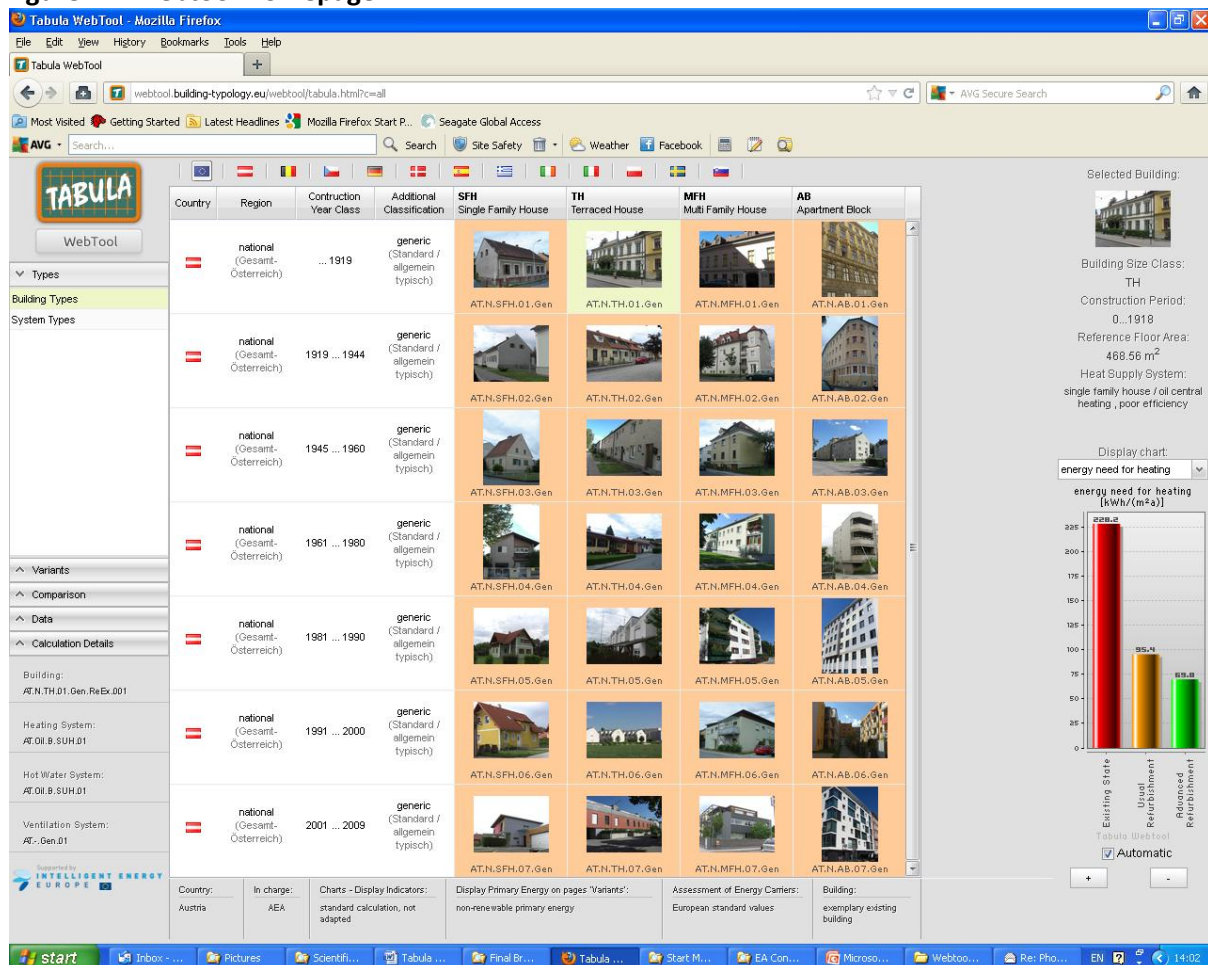 Tabula WebTool - Mozilla Firefox
File Edit View History Bookmarks Tools Help
Tabula WebTool
webtool.building-typology.eu/webtool/tabula.html?c=all
AVG Secure Search
Most Visited Getting Started Latest Headlines Mozilla Firefox Start P... Seagate Global Access
AVG Search... Search Site Safety Weather Facebook
TABULA
WebTool
Types
Building Types
System Types
Variants
Comparison
Data
Calculation Details
Building:
AT.N.TH.01.Gen.ReEx.001
Heating System:
AT.Oil.B.SUH.01
Hot Water System:
AT.Oil.B.SUH.01
Ventilation System:
AT.-.Gen.01
Supported by
INTELLIGENT ENERGY
EUROPE
Country Region Contruction Year Class Additional Classification SFH Single Family House TH Terraced House MFH Multi Family House AB Apartment Block
national (Gesamt-Österreich) ... 1919 generic (Standard / allgemein typisch)
AT.N.SFH.01.Gen AT.N.TH.01.Gen AT.N.MFH.01.Gen AT.N.AB.01.Gen
national (Gesamt-Österreich) 1919 ... 1944 generic (Standard / allgemein typisch)
AT.N.SFH.02.Gen AT.N.TH.02.Gen AT.N.MFH.02.Gen AT.N.AB.02.Gen
national (Gesamt-Österreich) 1945 ... 1960 generic (Standard / allgemein typisch)
AT.N.SFH.03.Gen AT.N.TH.03.Gen AT.N.MFH.03.Gen AT.N.AB.03.Gen
national (Gesamt-Österreich) 1961 ... 1980 generic (Standard / allgemein typisch)
AT.N.SFH.04.Gen AT.N.TH.04.Gen AT.N.MFH.04.Gen AT.N.AB.04.Gen
national (Gesamt-Österreich) 1981 ... 1990 generic (Standard / allgemein typisch)
AT.N.SFH.05.Gen AT.N.TH.05.Gen AT.N.MFH.05.Gen AT.N.AB.05.Gen
national (Gesamt-Österreich) 1991 ... 2000 generic (Standard / allgemein typisch)
AT.N.SFH.06.Gen AT.N.TH.06.Gen AT.N.MFH.06.Gen AT.N.AB.06.Gen
national (Gesamt-Österreich) 2001 ... 2009 generic (Standard / allgemein typisch)
AT.N.SFH.07.Gen AT.N.TH.07.Gen AT.N.MFH.07.Gen AT.N.AB.07.Gen
Country: In charge: Charts - Display Indicators: Display Primary Energy on pages 'Variants': Assessment of Energy Carriers: Building:
Austria AEA standard calculation, not adapted non-renewable primary energy European standard values exemplary existing building
Selected Building:
Building Size Class:
TH
Construction Period:
0...1918
Reference Floor Area:
468.56 m²
Heat Supply System:
single family house / oil central
heating , poor efficiency
Display chart:
energy need for heating
energy need for heating
[kWh/(m²a)]
225
200
175
150
125
100
75
50
25
0
228.2
95.4
69.8
Existing State
Usual Refurbishment
Advanced Refurbishment
Tabula Webtool
Automatic
+ -
start Inbox - ... Pictures Scientifi... Tabula ... Final Br... Tabula ... Start M... EA Con... Microso... Webtoo... Re: Pho... EN 14:02